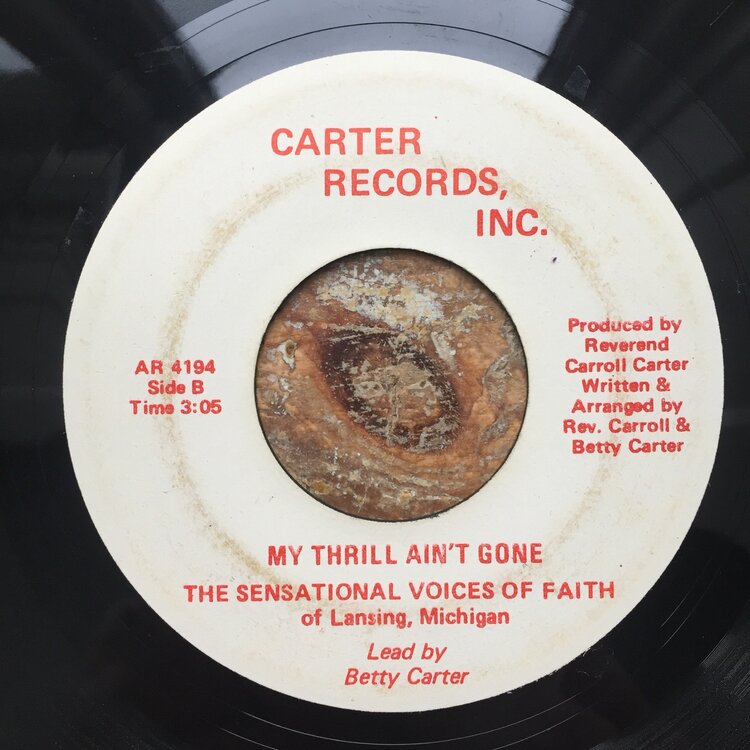 CARTER
RECORDS,
INC.
AR 4194
Side B
Time 3:05
Produced by
Reverend
Carroll Carter
Written &
Arranged by
Rev. Carroll &
Betty Carter
MY THRILL AIN'T GONE
THE SENSATIONAL VOICES OF FAITH
of Lansing, Michigan
Lead by
Betty Carter